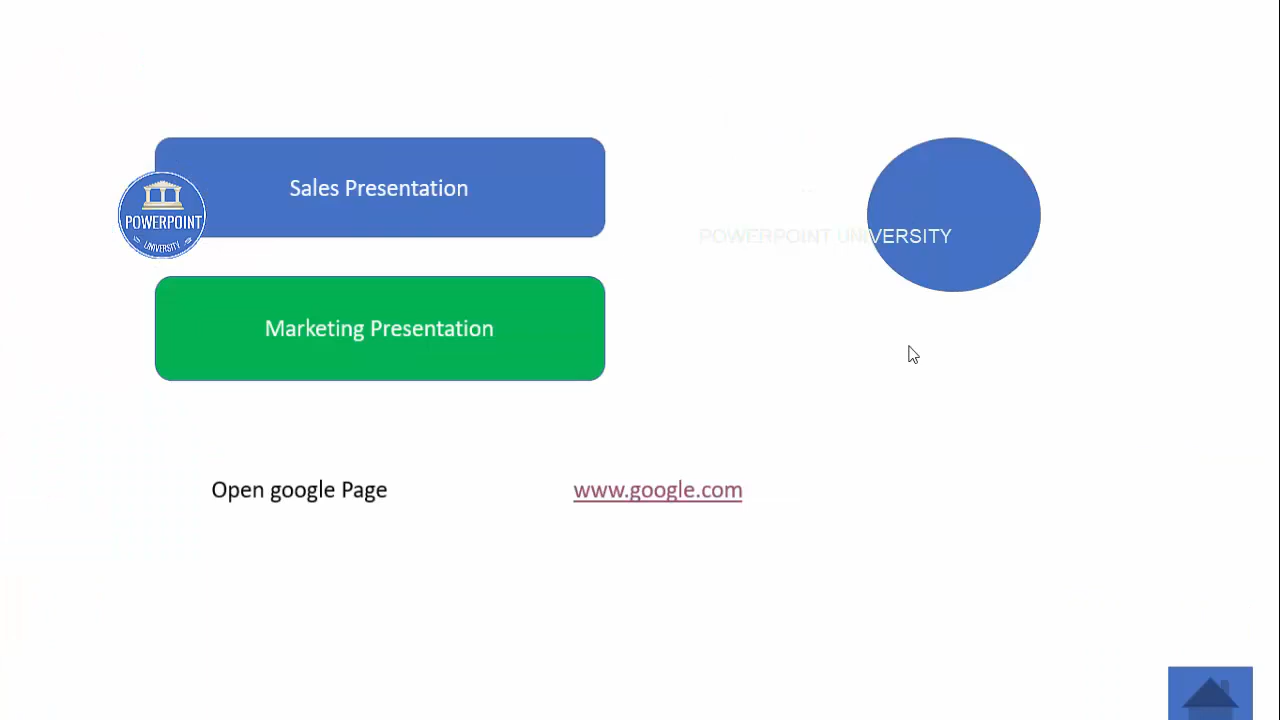 Sales Presentation
POWERPOINT
UNIVERSITY
POWERPOINT UNIVERSITY
Marketing Presentation
Open google Page
www.google.com